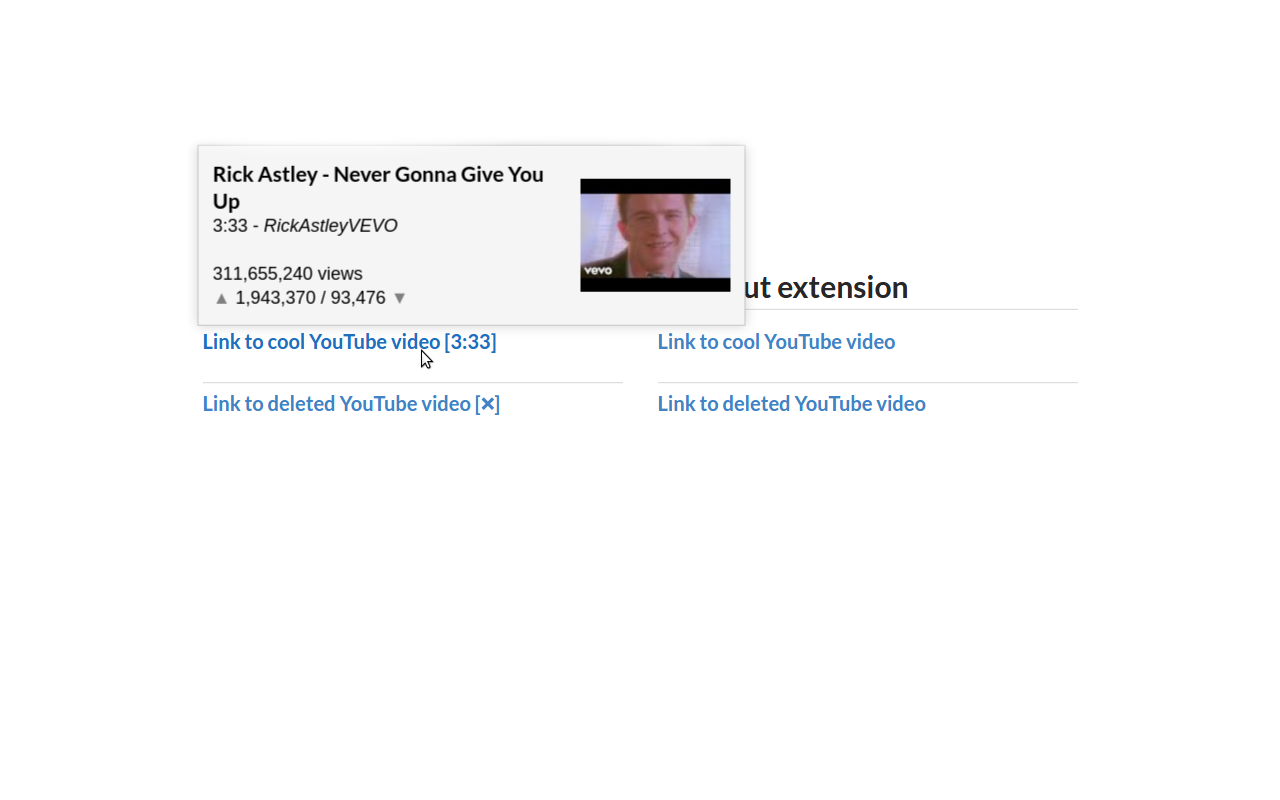 Rick Astley - Never Gonna Give You
Up
3:33 - RickAstleyVEVO
311,655,240 views
▲ 1,943,370 / 93,476 ▼
vevo
ut extension
Link to cool YouTube video [3:33]
Link to cool YouTube video
Link to deleted YouTube video [×]
Link to deleted YouTube video